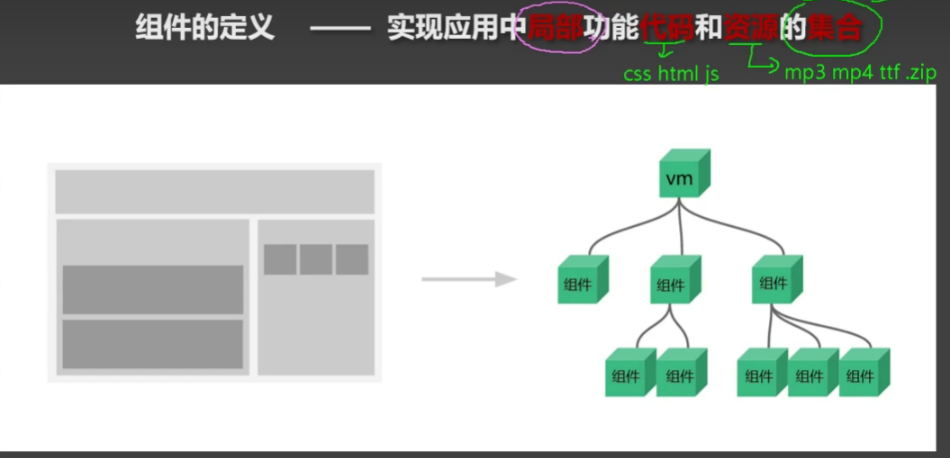 组件的定义 —— 实现应用中局部功能代码和资源的集合
css html js
mp3 mp4 ttf .zip
vm
组件 组件 组件
组件 组件 组件 组件 组件